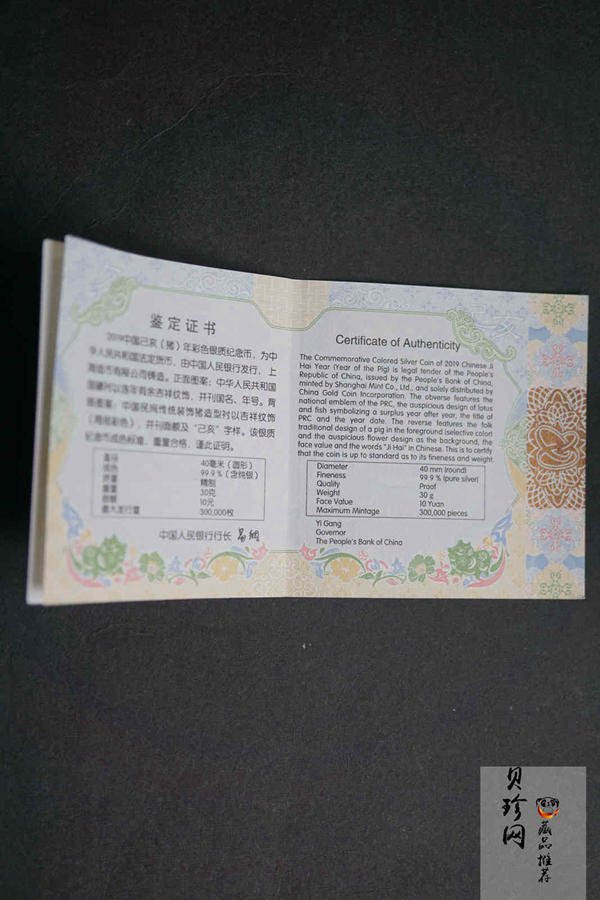 鉴定证书
2019中国己亥（猪）年彩色银质纪念币，为中
华人民共和国法定货币，由中国人民银行发行，上
海造币有限公司铸造。正面图案：中华人民共和国
国徽衬以连年有余吉祥纹饰，并刊国名、年号。背
面图案：中国民间传统装饰猪造型衬以吉祥纹饰
（局部彩色），并刊面额及“己亥”字样。该银质
纪念币成色标准、重量合格，谨此证明。
直径 40毫米（圆形）
成色 99.9％（含纯银）
质量 精制
重量 30克
面额 10元
最大发行量 300,000枚
中国人民银行行长 易纲
Certificate of Authenticity
The Commemorative Colored Silver Coin of 2019 Chinese Ji
Hai Year (Year of the Pig) is legal tender of the People's
Republic of China, issued by the People's Bank of China,
minted by Shanghai Mint Co., Ltd., and solely distributed by
China Gold Coin Incorporation. The obverse features the
national emblem of the PRC, the auspicious design of lotus
and fish symbolizing a surplus year after year, the title of
PRC and the year date. The reverse features the folk
traditional design of a pig in the foreground (selective color)
and the auspicious flower design as the background, the
face value and the words "Ji Hai" in Chinese. This is to certify
that the coin is up to standard as to its fineness and weight.
Diameter 40 mm (round)
Fineness 99.9 % (pure silver)
Quality Proof
Weight 30 g
Face Value 10 Yuan
Maximum Mintage 300,000 pieces
Yi Gang
Governor
The People's Bank of China
贝珍网
藏品推荐